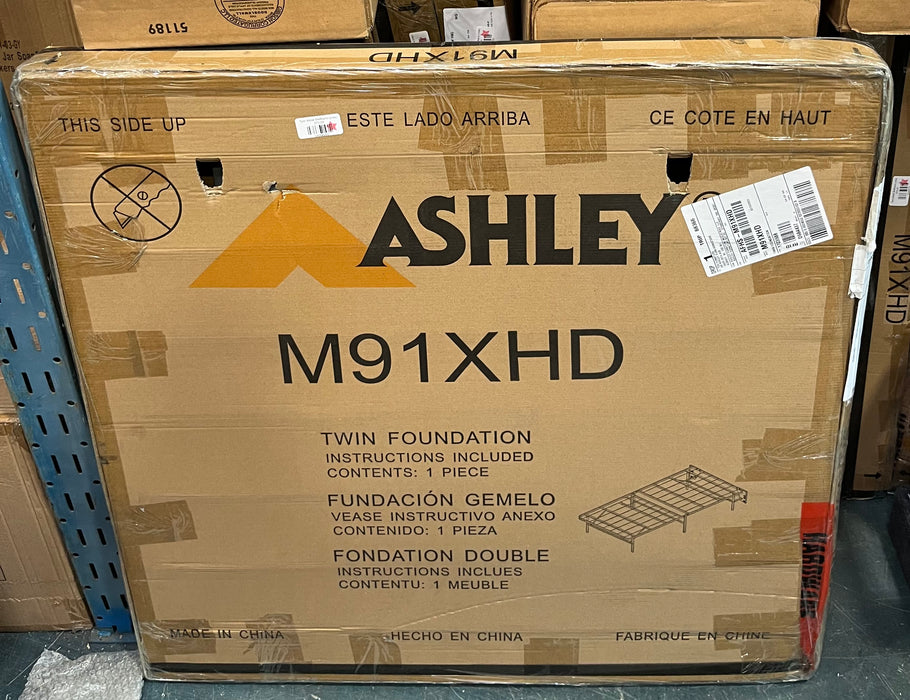 51189
M91XHD
THIS SIDE UP
ESTE LADO ARRIBA
CE COTE EN HAUT
ASHLEY
M91XHD
M91XHD
TWIN FOUNDATION
INSTRUCTIONS INCLUDED
CONTENTS: 1 PIECE
FUNDACIÓN GEMELO
VEASE INSTRUCTIVO ANEXO
CONTENIDO: 1 PIEZA
FONDATION DOUBLE
INSTRUCTIONS INCLUES
CONTENTU: 1 MEUBLE
HARDWARE
MADE IN CHINA
HECHO EN CHINA
FABRIQUE EN CHINE
M91XHD